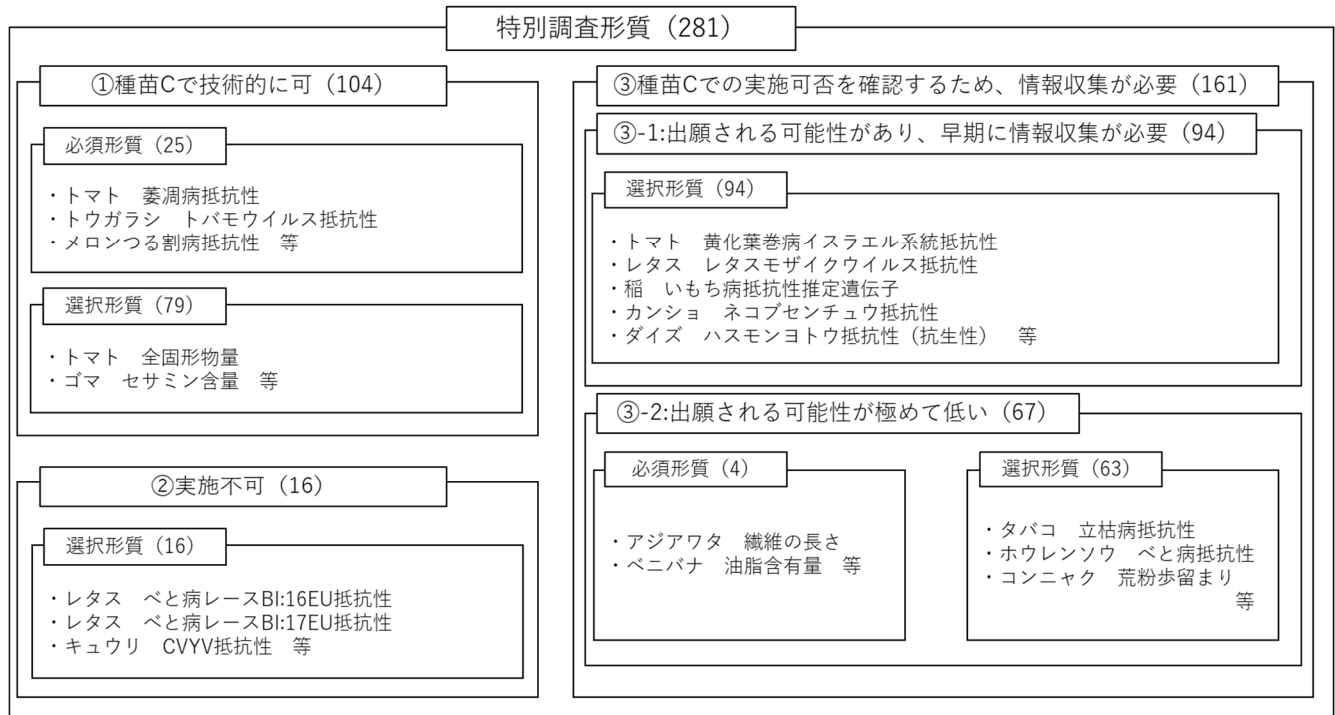 特別調査形質（281）
①種苗Cで技術的に可（104）
必須形質（25）
・トマト　萎凋病抵抗性
・トウガラシ　トバモウイルス抵抗性
・メロンつる割病抵抗性　等
選択形質（79）
・トマト　全固形物量
・ゴマ　セサミン含量　等
②実施不可（16）
選択形質（16）
・レタス　べと病レースBI:16EU抵抗性
・レタス　べと病レースBI:17EU抵抗性
・キュウリ　CVYV抵抗性　等
③種苗Cでの実施可否を確認するため、情報収集が必要（161）
③-1:出願される可能性があり、早期に情報収集が必要（94）
選択形質（94）
・トマト　黄化葉巻病イスラエル系統抵抗性
・レタス　レタスモザイクウイルス抵抗性
・稲　いもち病抵抗性推定遺伝子
・カンショ　ネコブセンチュウ抵抗性
・ダイズ　ハスモンヨトウ抵抗性（抗生性）　等
③-2:出願される可能性が極めて低い（67）
必須形質（4）
・アジアワタ　繊維の長さ
・ベニバナ　油脂含有量　等
選択形質（63）
・タバコ　立枯病抵抗性
・ホウレンソウ　べと病抵抗性
・コンニャク　荒粉歩留まり
等